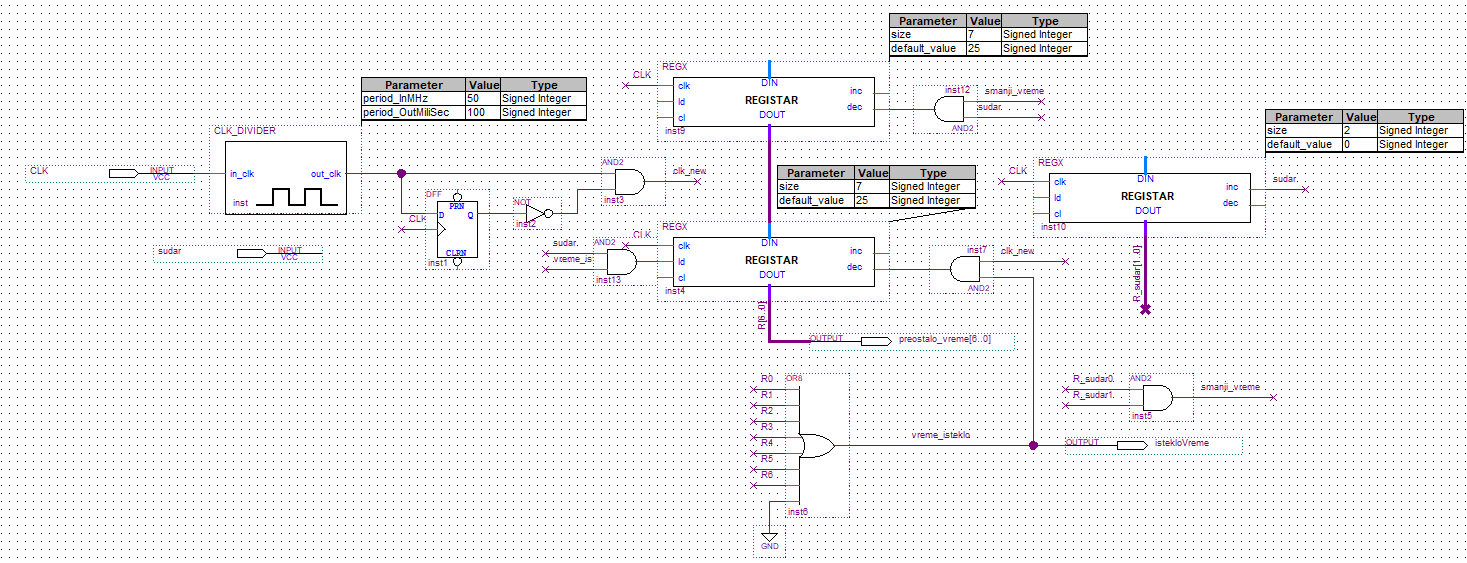 Parameter Value Type
size 7 Signed Integer
default_value 25 Signed Integer
REGX
CLK
clk
ld
cl
DIN
REGISTAR
DOUT
inc
dec
inst9
inst12
smanji_vreme
sudar
AND2
Parameter Value Type
period_InMHz 50 Signed Integer
period_OutMiliSec 100 Signed Integer
CLK_DIVIDER
in_clk
out_clk
inst
CLK
INPUT
VCC
sudar
INPUT
VCC
DFF
CLK
D
PRN
Q
CLRN
inst1
NOT
inst2
AND2
clk_new
inst3
Parameter Value Type
size 7 Signed Integer
default_value 25 Signed Integer
REGX
CLK
clk
ld
cl
DIN
REGISTAR
DOUT
inc
dec
inst4
sudar
vreme_is
AND2
inst13
inst7
clk_new
AND2
Parameter Value Type
size 2 Signed Integer
default_value 0 Signed Integer
REGX
CLK
clk
ld
cl
DIN
REGISTAR
DOUT
inc
dec
sudar
inst10
R_sudar[1..0]
R[6..0]
OUTPUT
preostalo_vreme[6..0]
OR8
R0
R1
R2
R3
R4
R5
R6
inst6
GND
vreme_isteklo
OUTPUT
istekloVreme
R_sudar0
R_sudar1
AND2
smanji_vreme
inst5